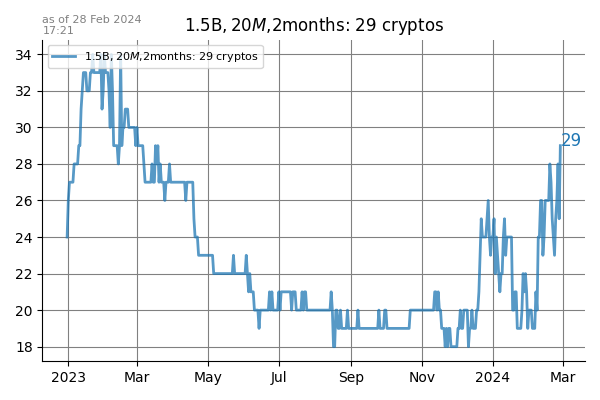 as of 28 Feb 2024
17:21
1.5B, 20M,2months: 29 cryptos
1.5B, 20M,2months: 29 cryptos
34
32
30
28
26
24
22
20
18
29
2023
Mar
May
Jul
Sep
Nov
2024
Mar